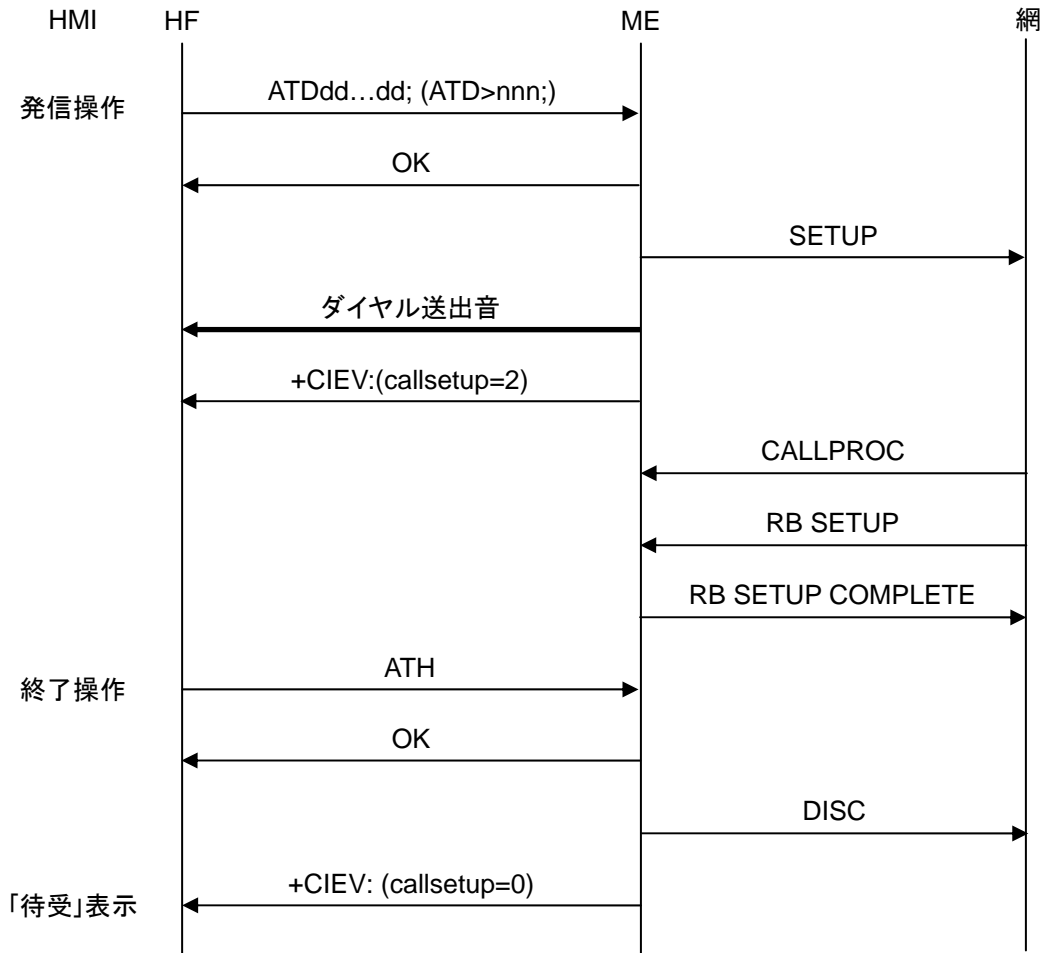 HMI HF ME 網
ATDdd…dd; (ATD>nnn;)
発信操作
OK
SETUP
ダイヤル送出音
+CIEV:(callsetup=2)
CALLPROC
RB SETUP
RB SETUP COMPLETE
ATH
終了操作
OK
DISC
+CIEV: (callsetup=0)
「待受」表示